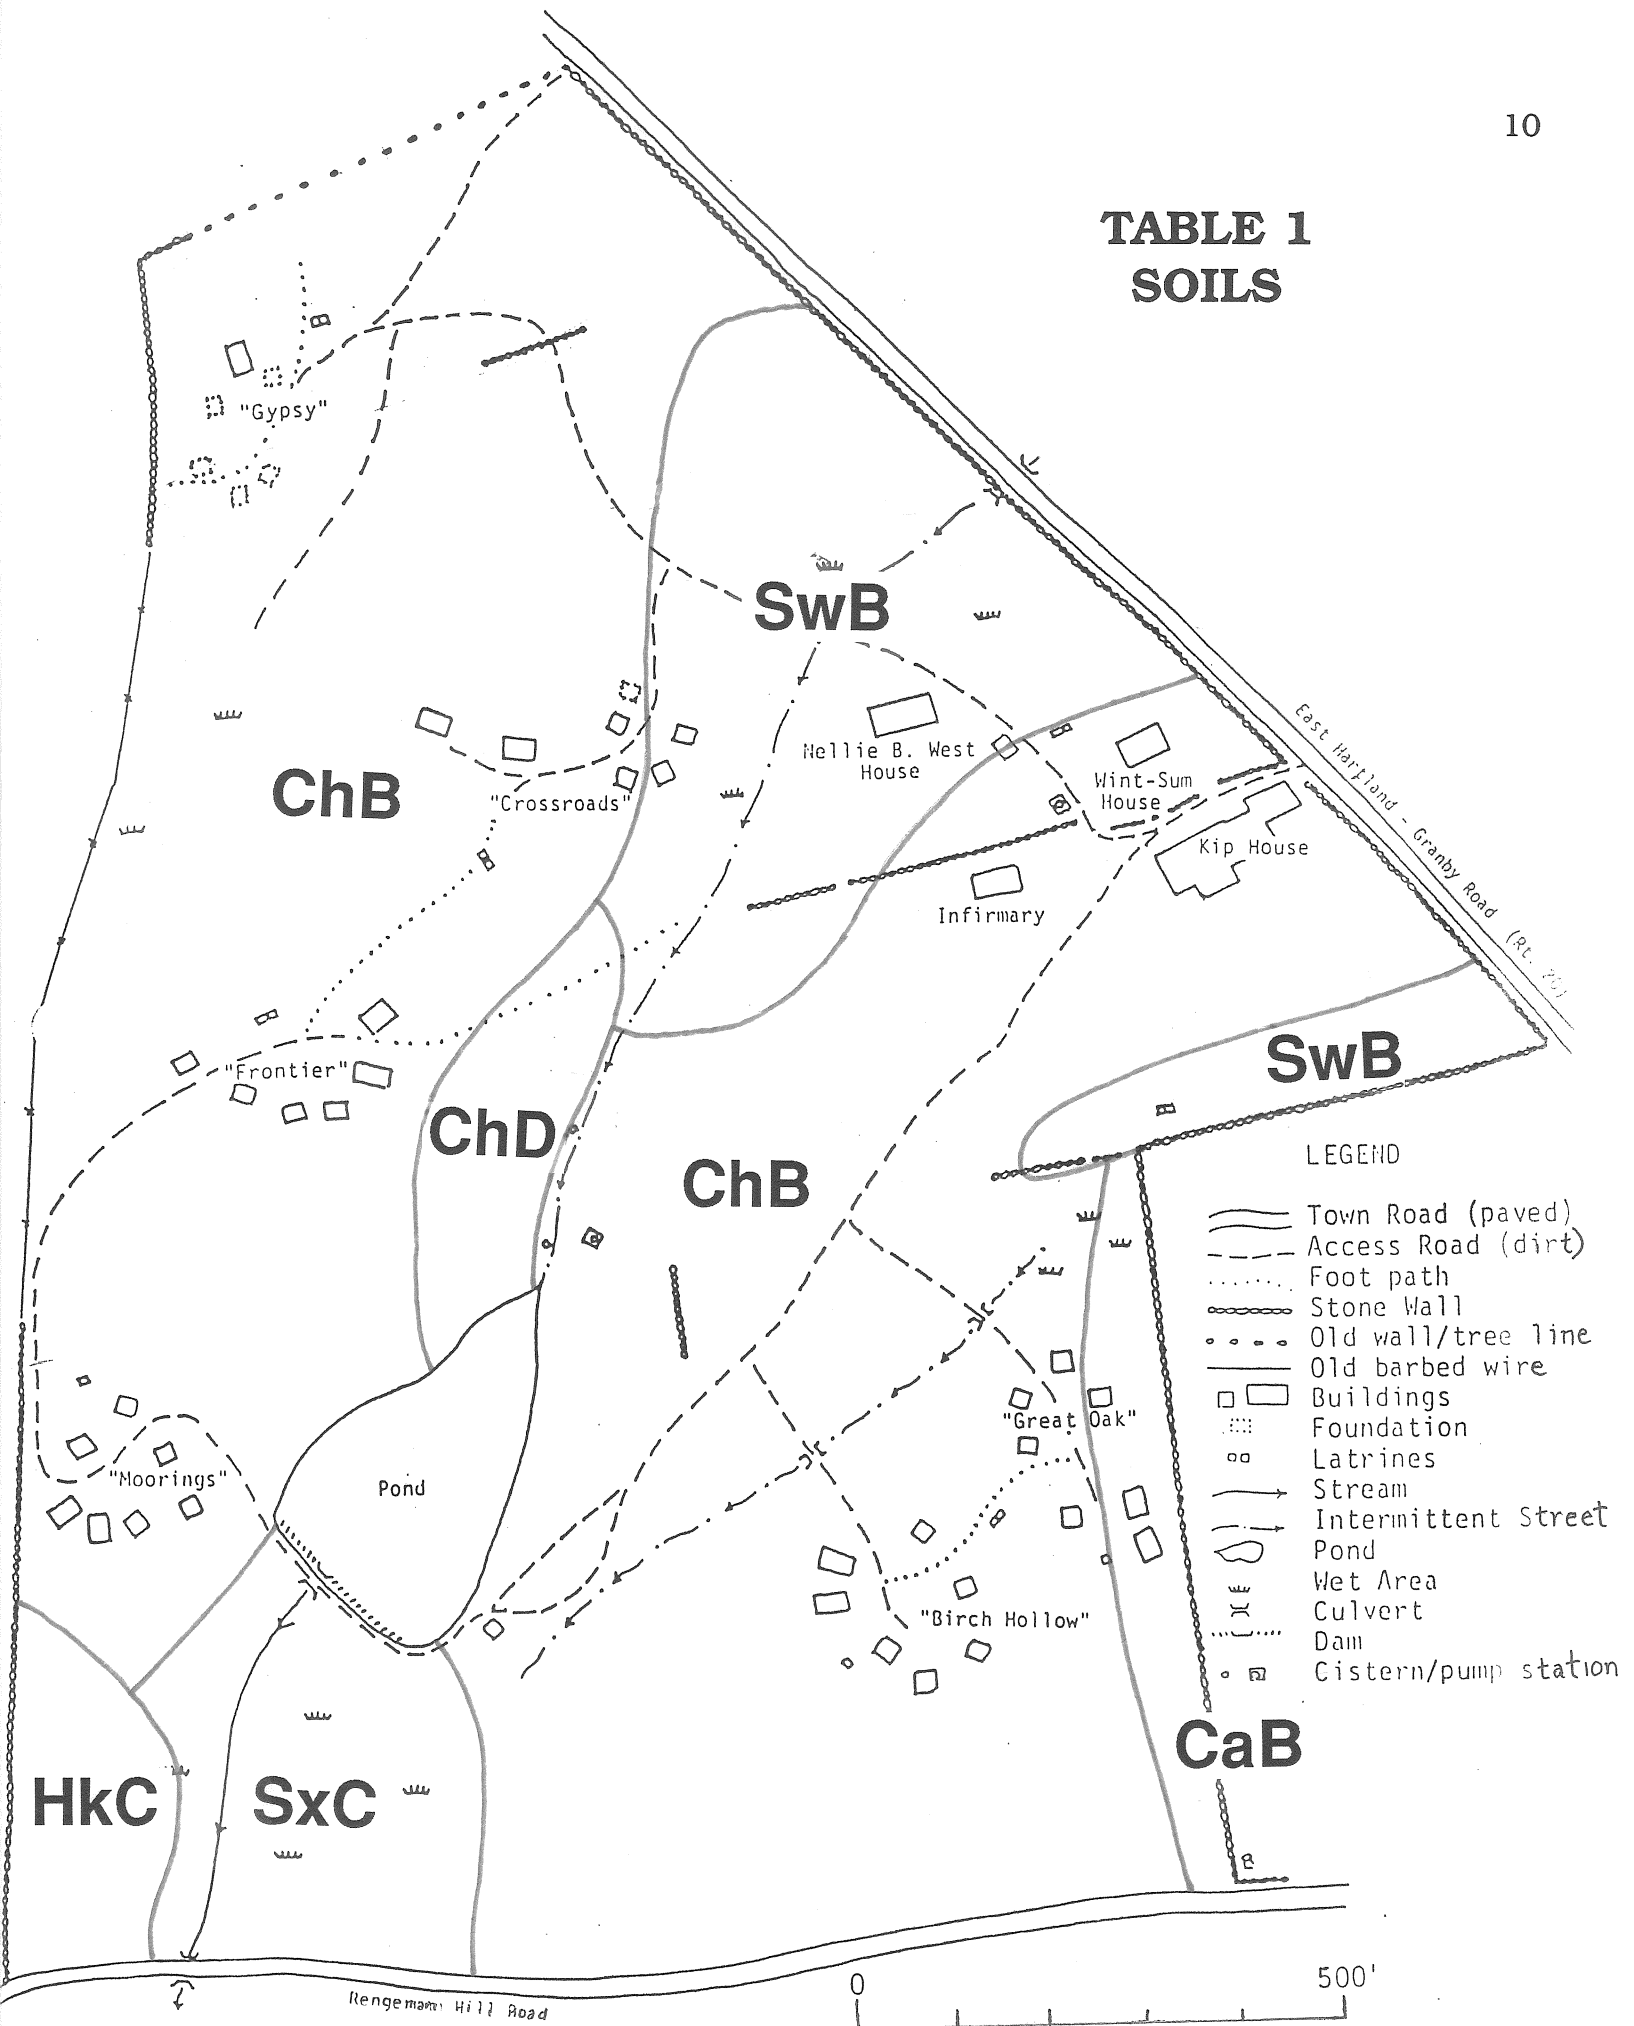 10
TABLE 1
SOILS
"Gypsy"
SwB
East Hartland - Granby Road
(Rt. 20)
Nellie B. West
House
Wint-Sum
House
ChB
"Crossroads"
Kip House
Infirmary
SwB
"Frontier"
ChD
ChB
LEGEND
Town Road (paved)
Access Road (dirt)
Foot path
Stone Wall
Old wall/tree line
Old barbed wire
Buildings
Foundation
Latrines
Stream
Intermittent Street
Pond
Wet Area
Culvert
Dam
Cistern/pump station
"Great Oak"
"Moorings"
Pond
"Birch Hollow"
CaB
HkC
SxC
Hill Road
0
500'